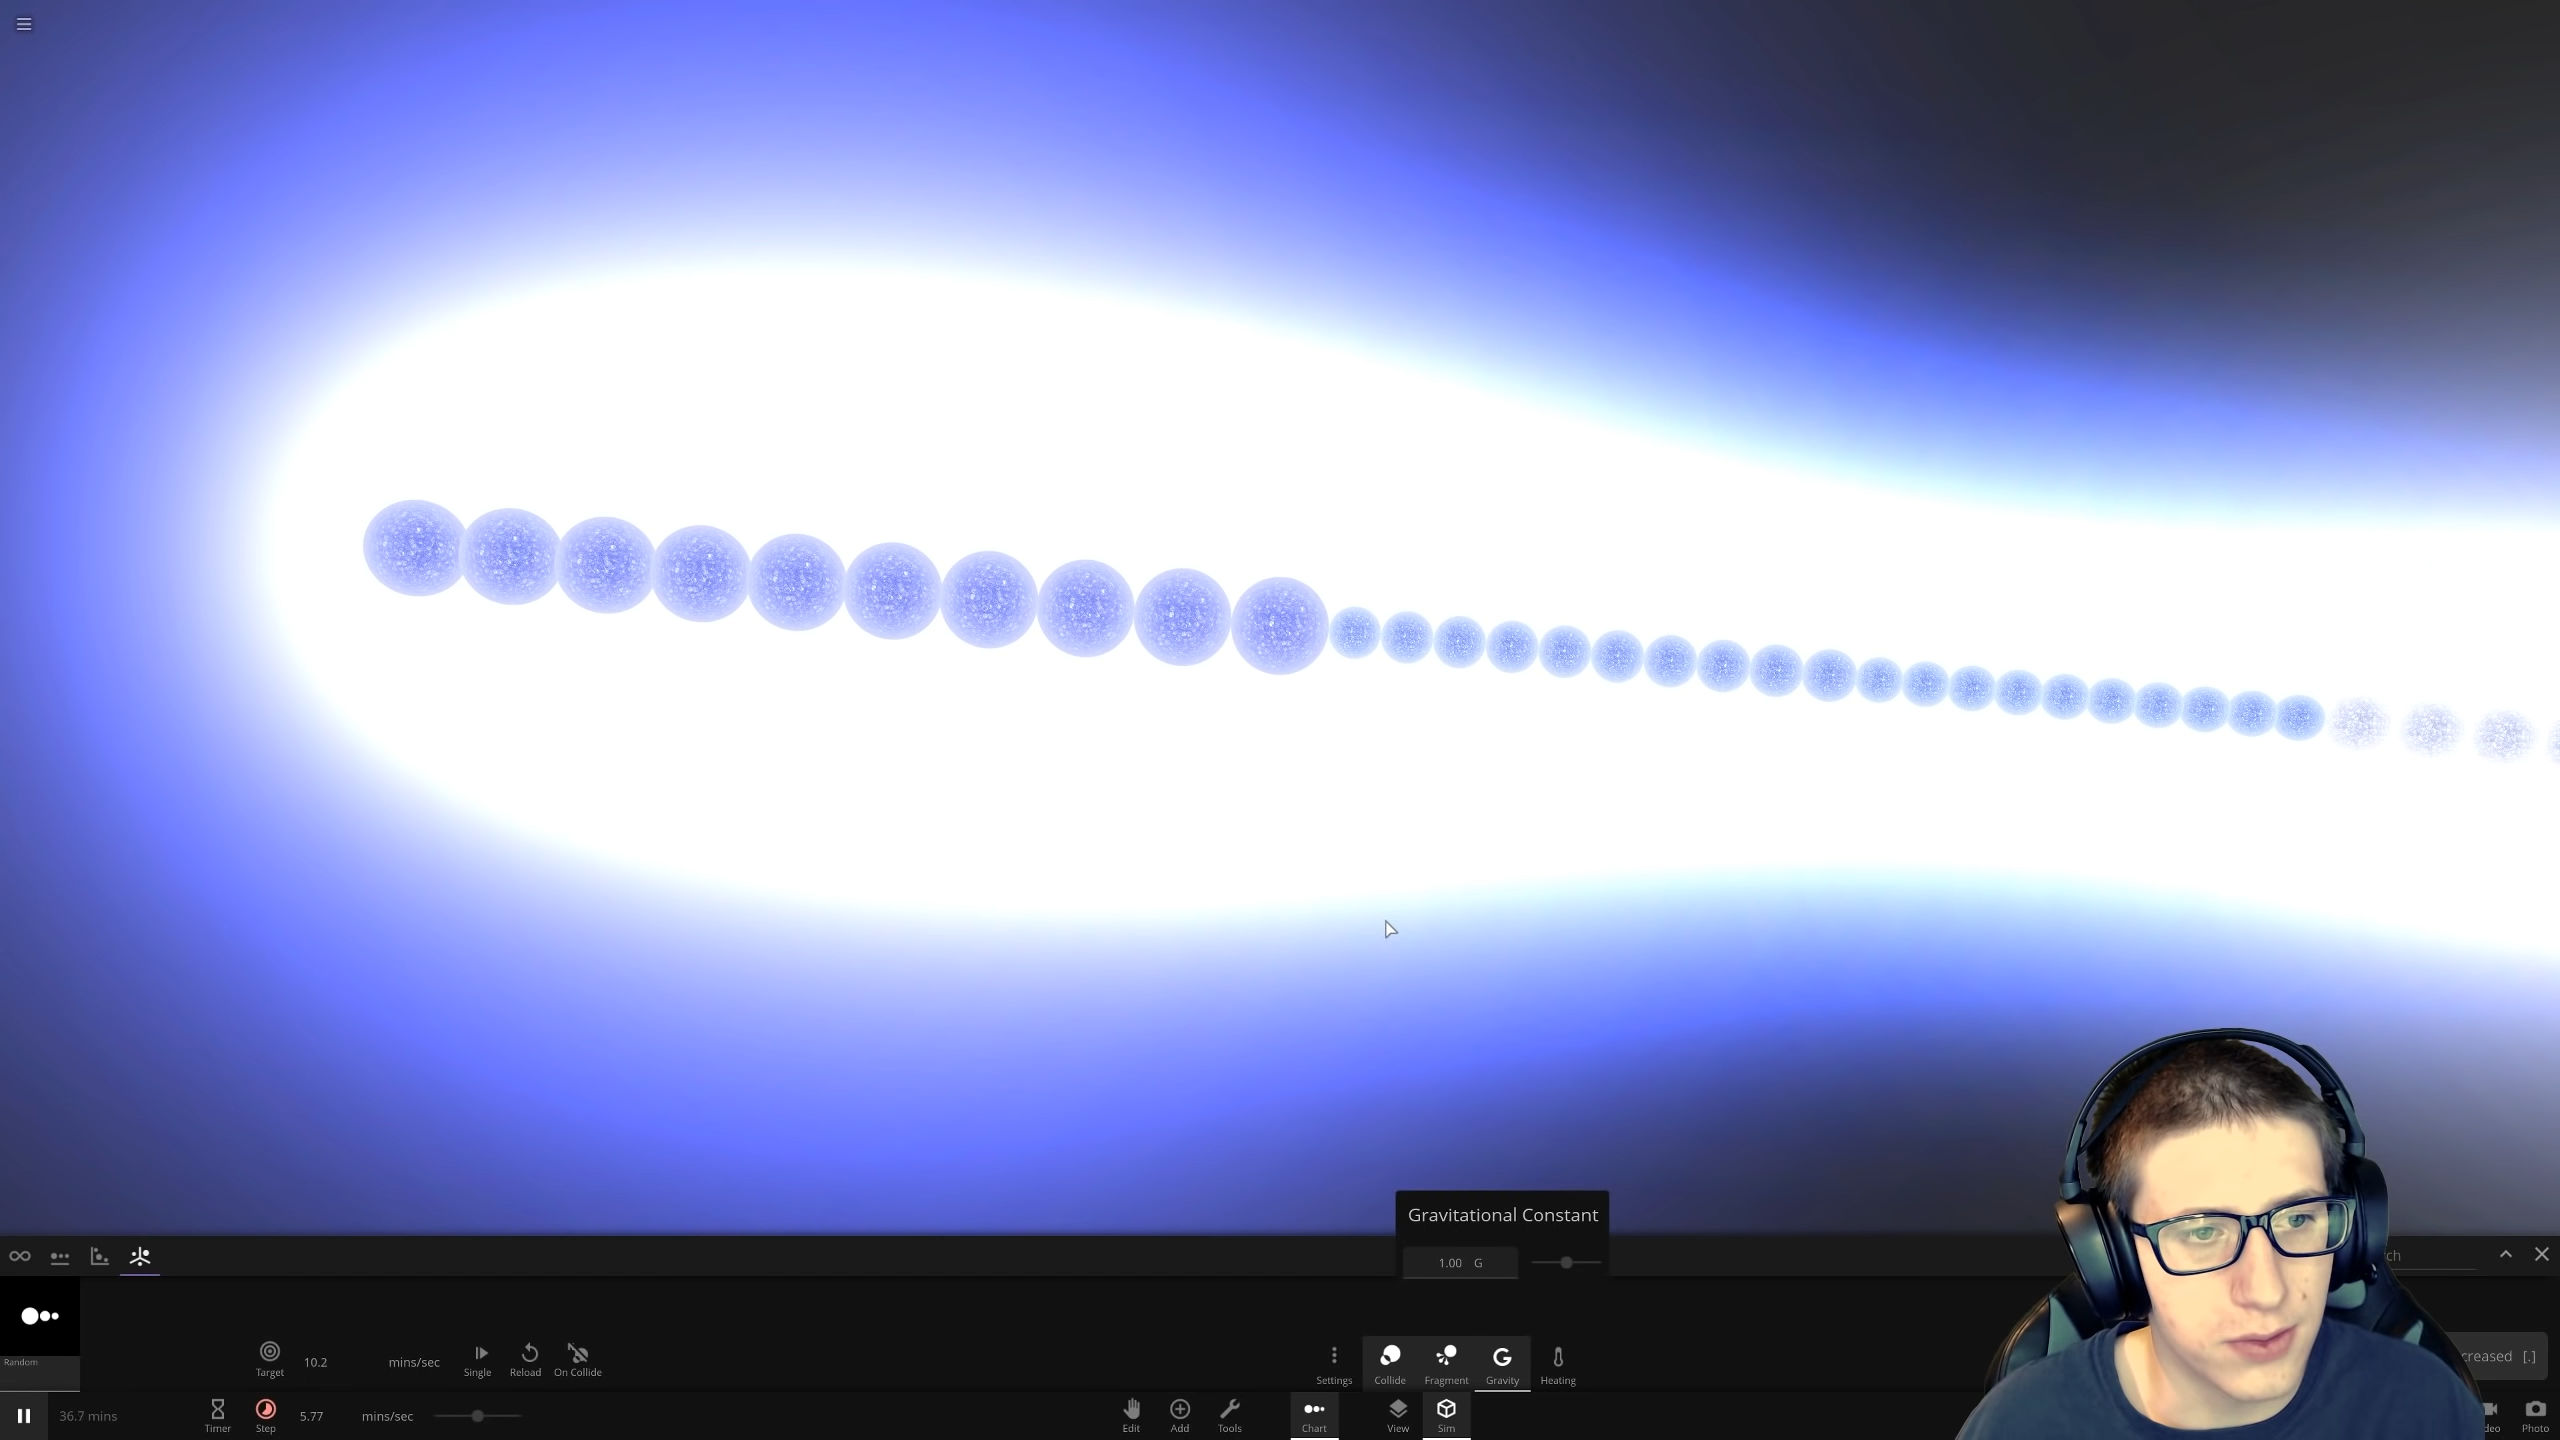 Gravitational Constant
1.00 G
Random
Target
10.2 mins/sec
Single
Reload
On Collide
Settings
Collide
Fragment
Gravity
Heating
creased [.]
36.7 mins
Timer
Step
5.77 mins/sec
Edit
Add
Tools
Chart
View
Sim
Photo